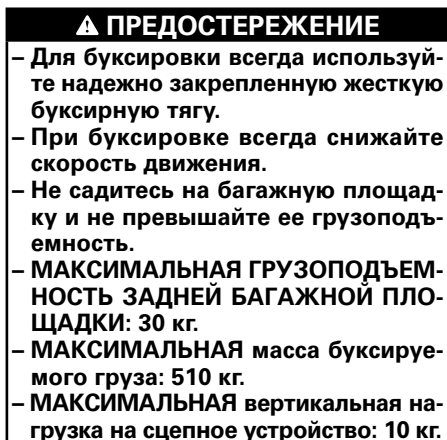 ⚠ ПРЕДОСТЕРЕЖЕНИЕ
– Для буксировки всегда используй-
те надежно закрепленную жесткую
буксирную тягу.
– При буксировке всегда снижайте
скорость движения.
– Не садитесь на багажную площад-
ку и не превышайте ее грузоподъ-
емность.
– МАКСИМАЛЬНАЯ ГРУЗОПОДЪЕМ-
НОСТЬ ЗАДНЕЙ БАГАЖНОЙ ПЛО-
ЩАДКИ: 30 кг.
– МАКСИМАЛЬНАЯ масса буксируе-
мого груза: 510 кг.
– МАКСИМАЛЬНАЯ вертикальная на-
грузка на сцепное устройство: 10 кг.